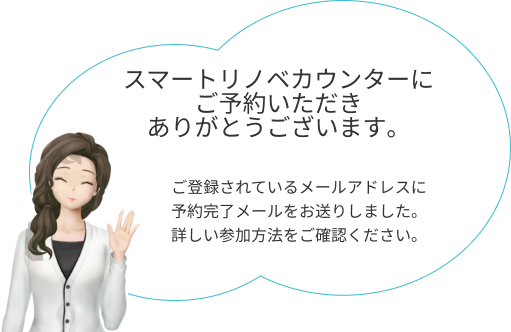 スマートリノベカウンターに
ご予約いただき
ありがとうございます。
ご登録されているメールアドレスに
予約完了メールをお送りしました。
詳しい参加方法をご確認ください。